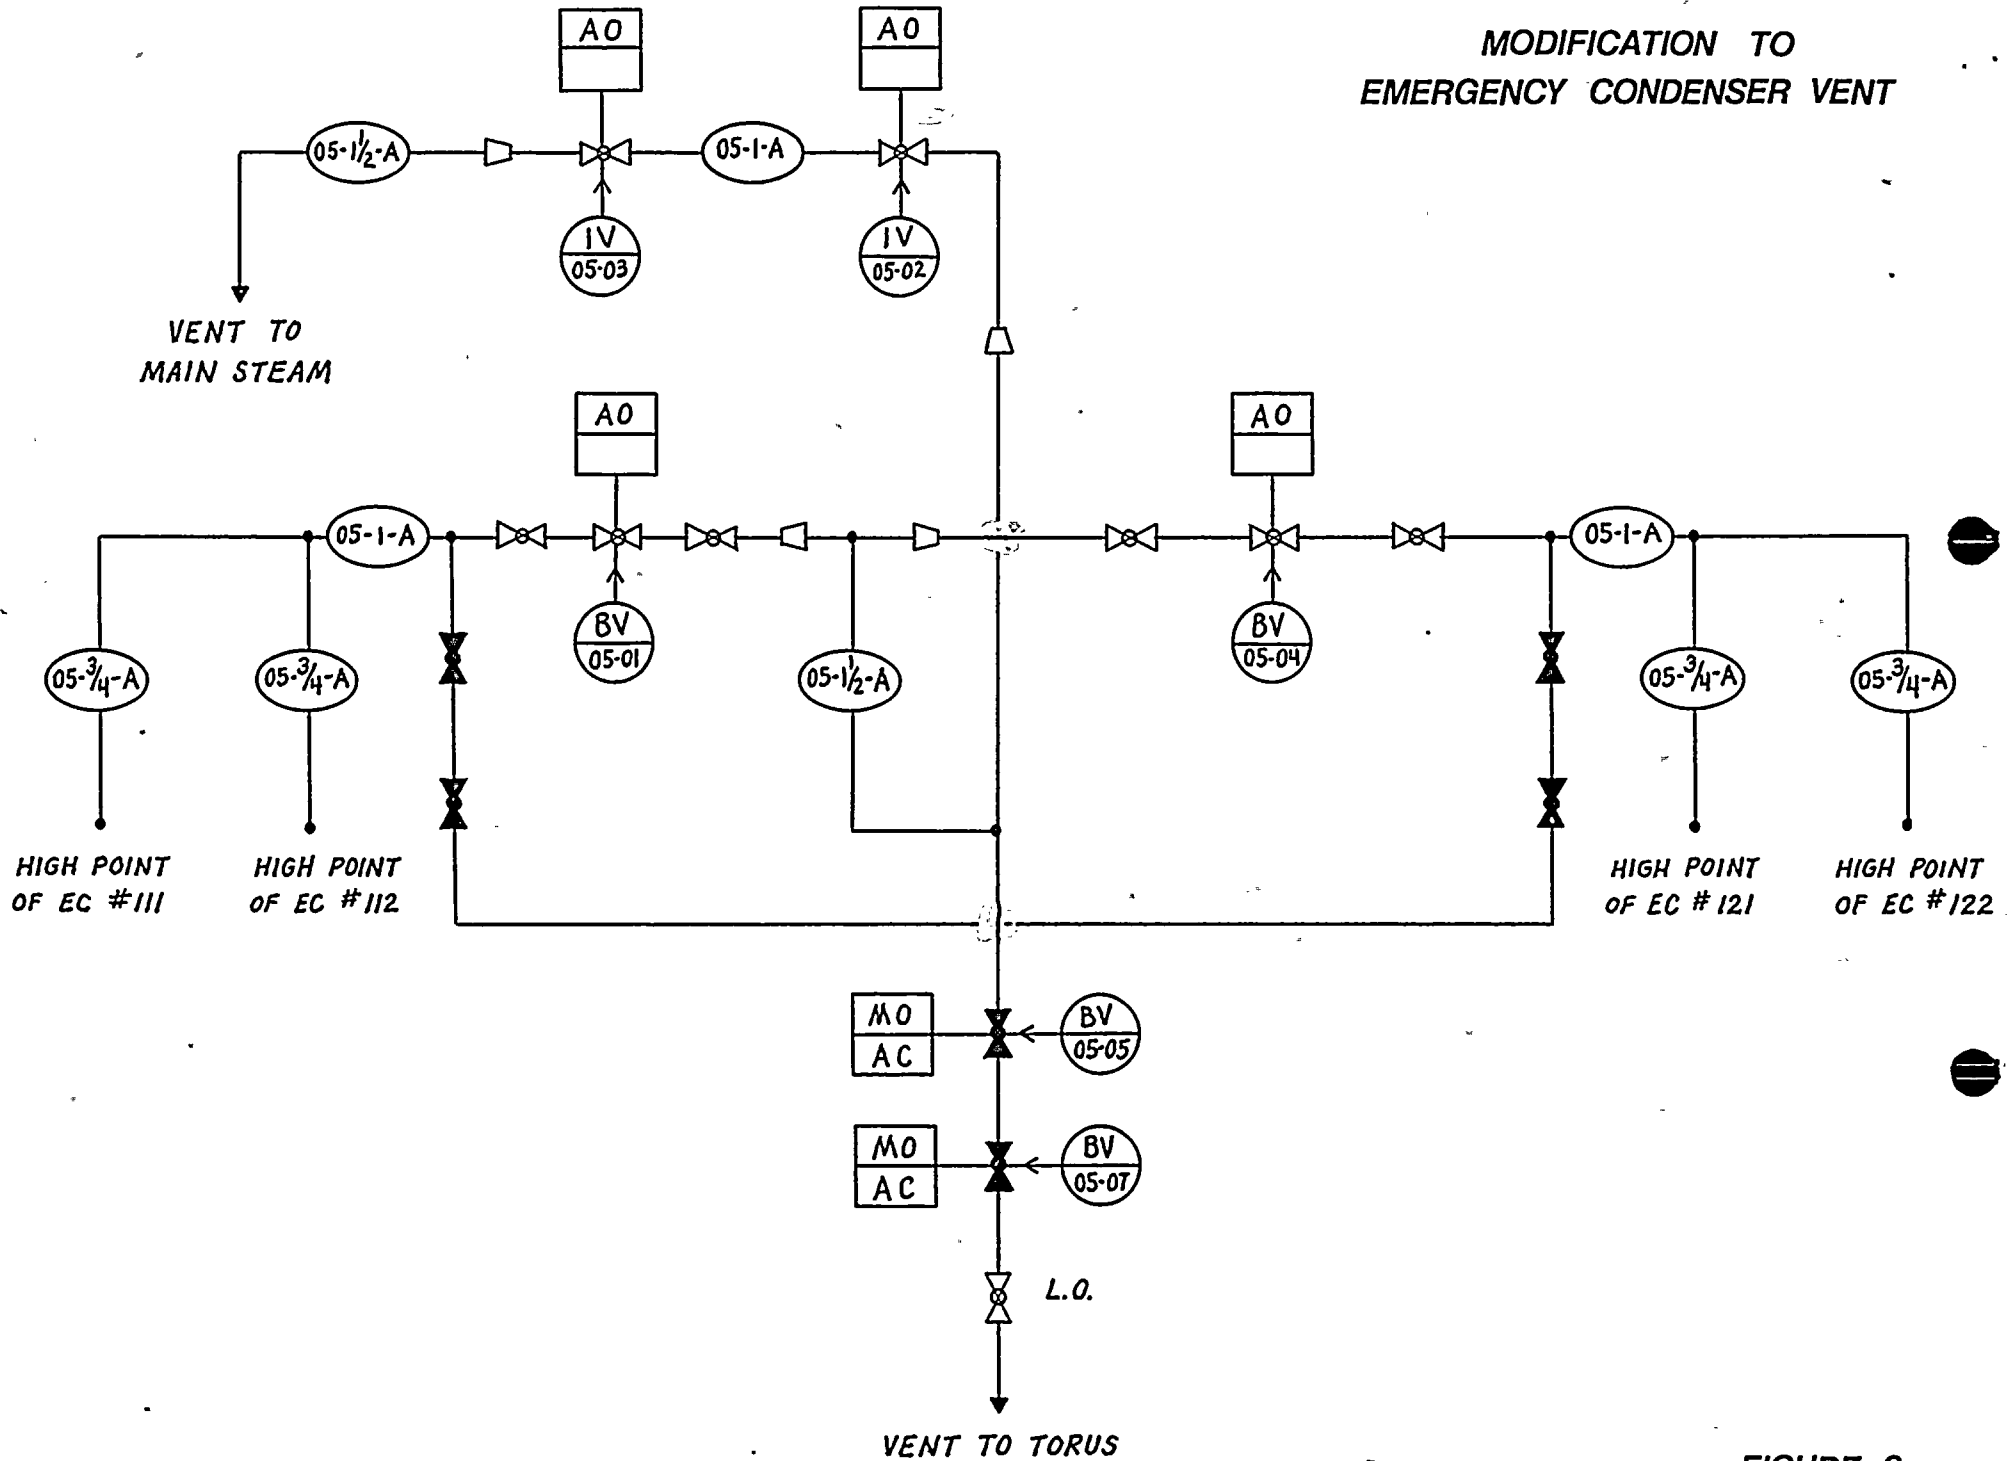 MODIFICATION TO
EMERGENCY CONDENSER VENT
AO
AO
05-1½-A
05-1-A
IV
05-03
IV
05-02
VENT TO
MAIN STEAM
AO
AO
05-1-A
05-1-A
BV
05-01
BV
05-04
05-¾-A
05-¾-A
05-1½-A
05-¾-A
05-¾-A
HIGH POINT
OF EC #111
HIGH POINT
OF EC #112
HIGH POINT
OF EC #121
HIGH POINT
OF EC #122
MO
AC
BV
05-05
MO
AC
BV
05-07
L.O.
VENT TO TORUS